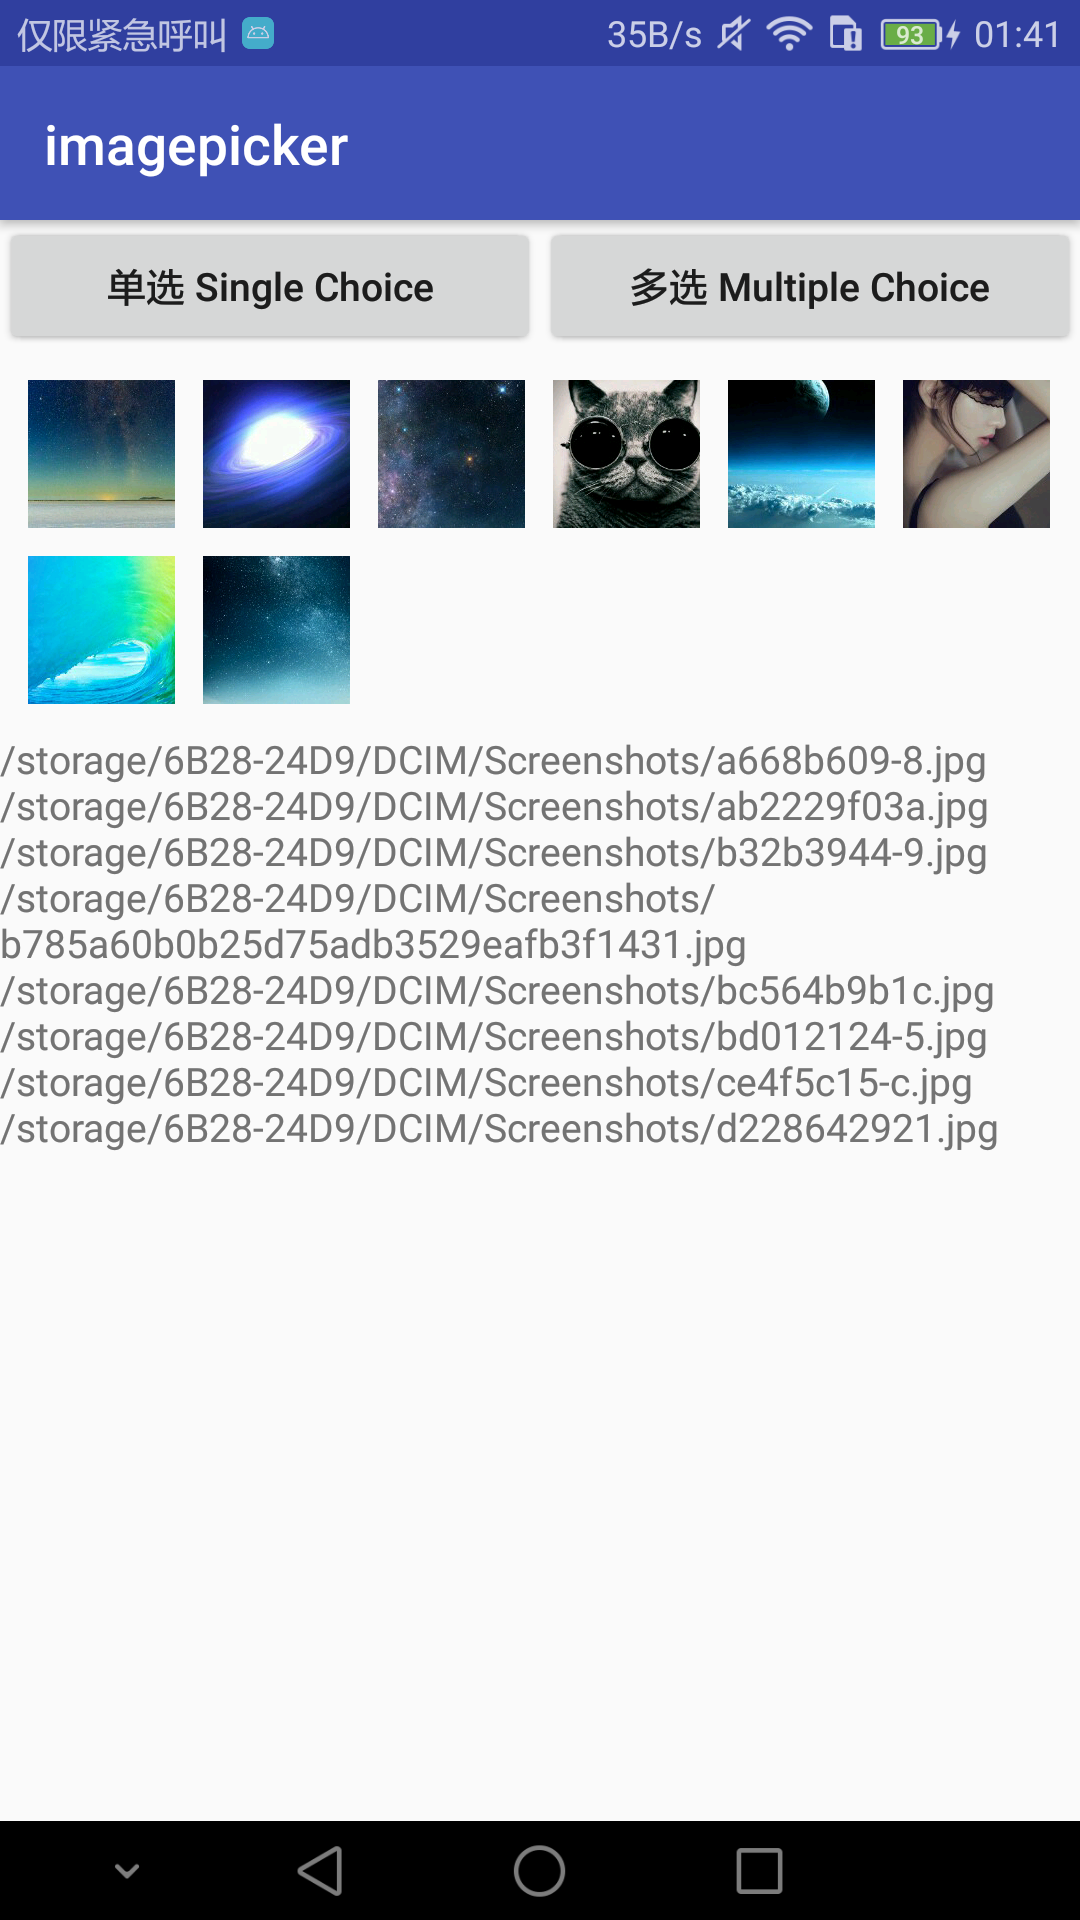 仅限紧急呼叫 35B/s 93 01:41
imagepicker
单选 Single Choice 多选 Multiple Choice
/storage/6B28-24D9/DCIM/Screenshots/a668b609-8.jpg
/storage/6B28-24D9/DCIM/Screenshots/ab2229f03a.jpg
/storage/6B28-24D9/DCIM/Screenshots/b32b3944-9.jpg
/storage/6B28-24D9/DCIM/Screenshots/
b785a60b0b25d75adb3529eafb3f1431.jpg
/storage/6B28-24D9/DCIM/Screenshots/bc564b9b1c.jpg
/storage/6B28-24D9/DCIM/Screenshots/bd012124-5.jpg
/storage/6B28-24D9/DCIM/Screenshots/ce4f5c15-c.jpg
/storage/6B28-24D9/DCIM/Screenshots/d228642921.jpg